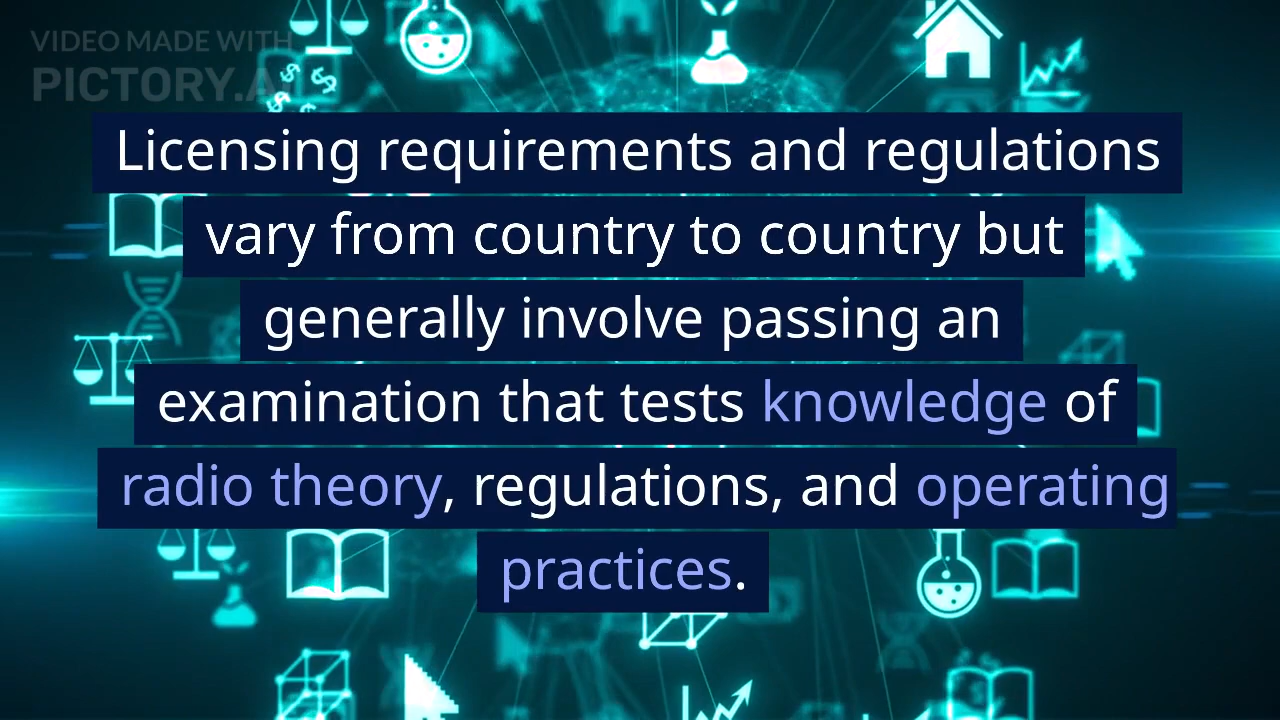 VIDEO MADE WITH
PICTORY.AI
Licensing requirements and regulations
vary from country to country but
generally involve passing an
examination that tests knowledge of
radio theory, regulations, and operating
practices.